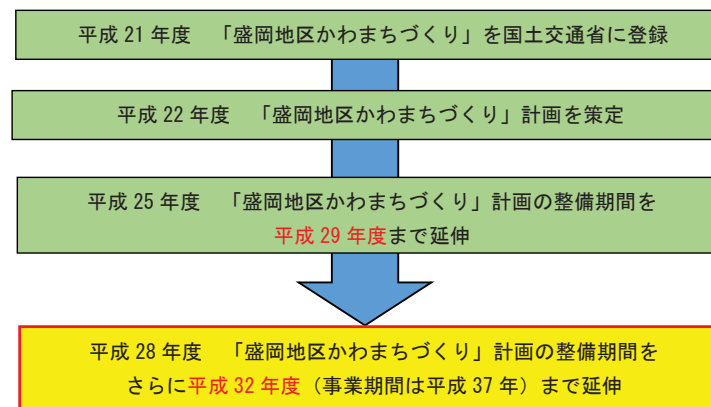 平成 21 年度　「盛岡地区かわまちづくり」を国土交通省に登録
平成 22 年度　「盛岡地区かわまちづくり」計画を策定
平成 25 年度　「盛岡地区かわまちづくり」計画の整備期間を
平成 29 年度まで延伸
平成 28 年度　「盛岡地区かわまちづくり」計画の整備期間を
さらに平成 32 年度（事業期間は平成 37 年）まで延伸